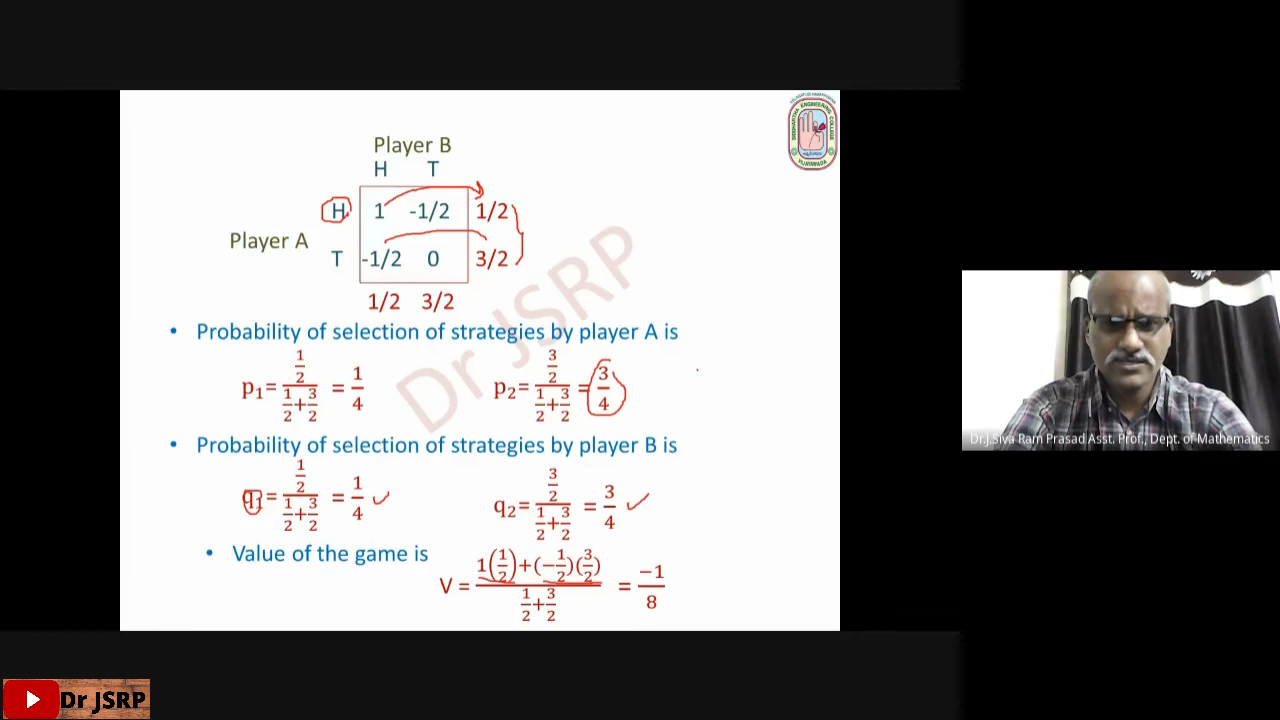 Player B
H T
H 1 -1/2 1/2
Player A
T -1/2 0 3/2
1/2 3/2
• Probability of selection of strategies by player A is
p₁= (1/2)/(1/2+3/2) = 1/4 p₂= (3/2)/(1/2+3/2) = 3/4
• Probability of selection of strategies by player B is
q₁= (1/2)/(1/2+3/2) = 1/4 q₂= (3/2)/(1/2+3/2) = 3/4
• Value of the game is
V = (1(1/2)+(−1/2)(3/2))/(1/2+3/2) = −1/8
Dr JSRP
SIDDHARTHA ENGINEERING COLLEGE
VIJAYAWADA
Dr.J.Siva Ram Prasad Asst. Prof., Dept. of Mathematics
Dr JSRP